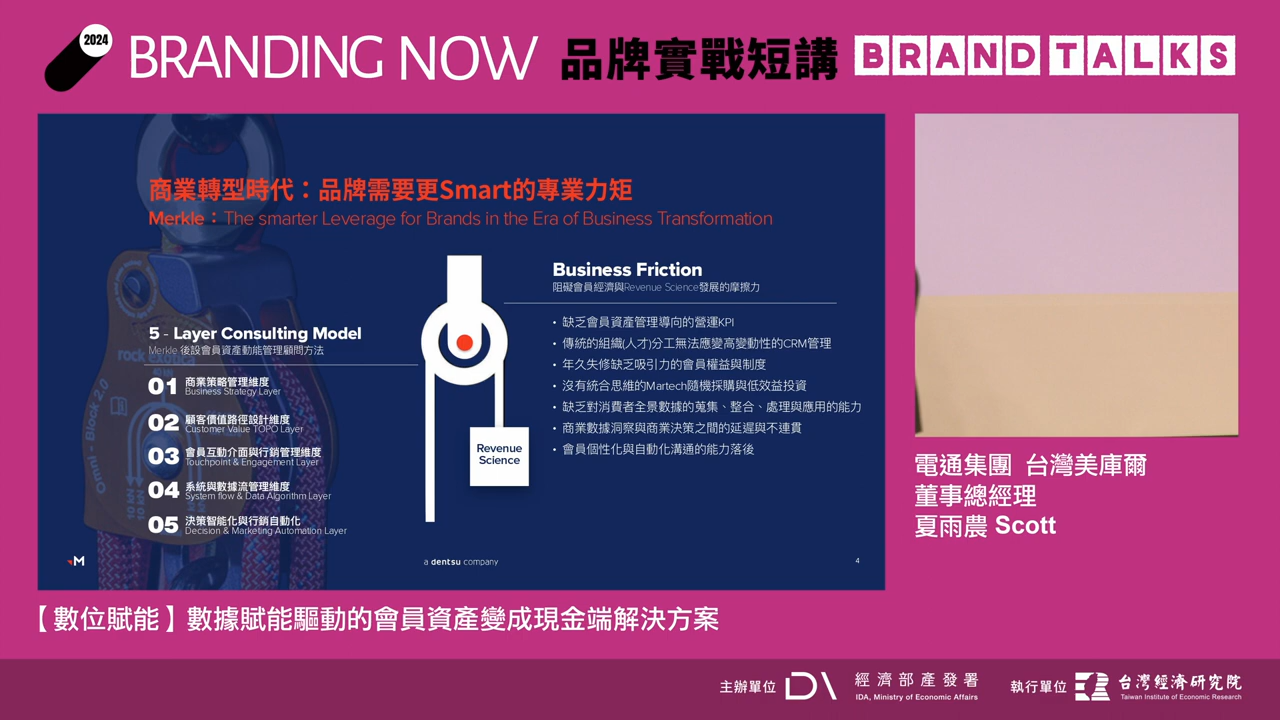 2024
BRANDING NOW 品牌實戰短講 BRAND TALKS
商業轉型時代：品牌需要更Smart的專業力矩
Merkle：The smarter Leverage for Brands in the Era of Business Transformation
5 - Layer Consulting Model
Merkle 後設會員資產動能管理顧問方法
01 商業策略管理維度
Business Strategy Layer
02 顧客價值路徑設計維度
Customer Value TOPO Layer
03 會員互動介面與行銷管理維度
Touchpoint & Engagement Layer
04 系統與數據流管理維度
System flow & Data Algorithm Layer
05 決策智能化與行銷自動化
Decision & Marketing Automation Layer
rock
Omni - Block 2.0
Revenue
Science
Business Friction
阻礙會員經濟與Revenue Science發展的摩擦力
• 缺乏會員資產管理導向的營運KPI
• 傳統的組織(人才)分工無法應變高變動性的CRM管理
• 年久失修缺乏吸引力的會員權益與制度
• 沒有統合思維的Martech隨機採購與低效益投資
• 缺乏對消費者全景數據的蒐集、整合、處理與應用的能力
• 商業數據洞察與商業決策之間的延遲與不連貫
• 會員個性化與自動化溝通的能力落後
M
a dentsu company
4
電通集團 台灣美庫爾
董事總經理
夏雨農 Scott
【數位賦能】數據賦能驅動的會員資產變成現金端解決方案
主辦單位 IDA 經濟部產發署
IDA, Ministry of Economic Affairs
執行單位 台灣經濟研究院
Taiwan Institute of Economic Research